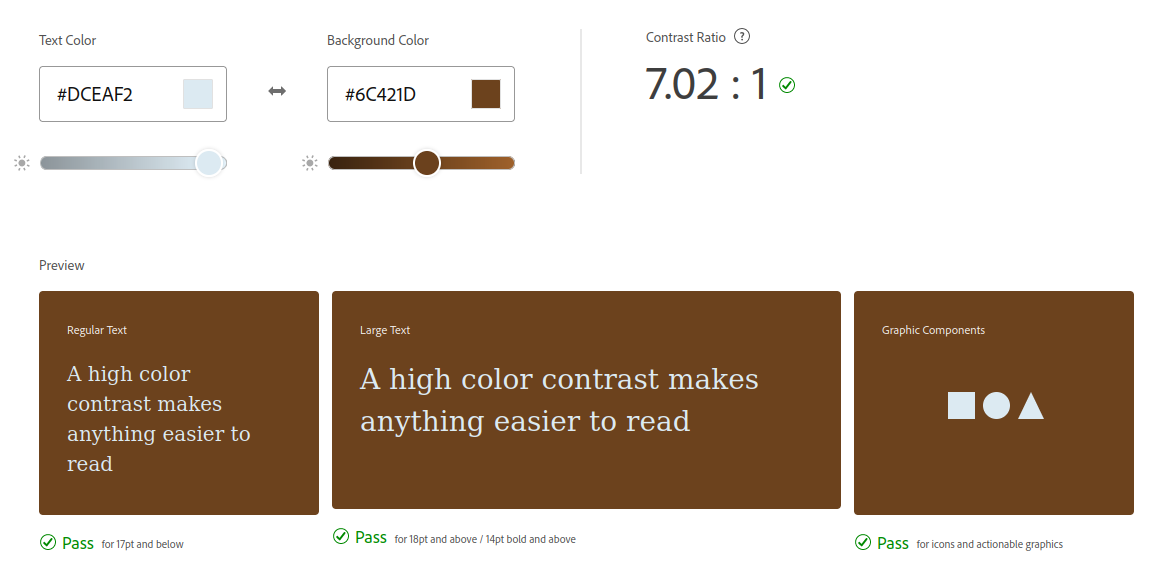 Text Color
Background Color
Contrast Ratio ?
#DCEAF2
#6C421D
7.02 : 1
Preview
Regular Text
A high color
contrast makes
anything easier to
read
Pass for 17pt and below
Large Text
A high color contrast makes
anything easier to read
Pass for 18pt and above / 14pt bold and above
Graphic Components
Pass for icons and actionable graphics